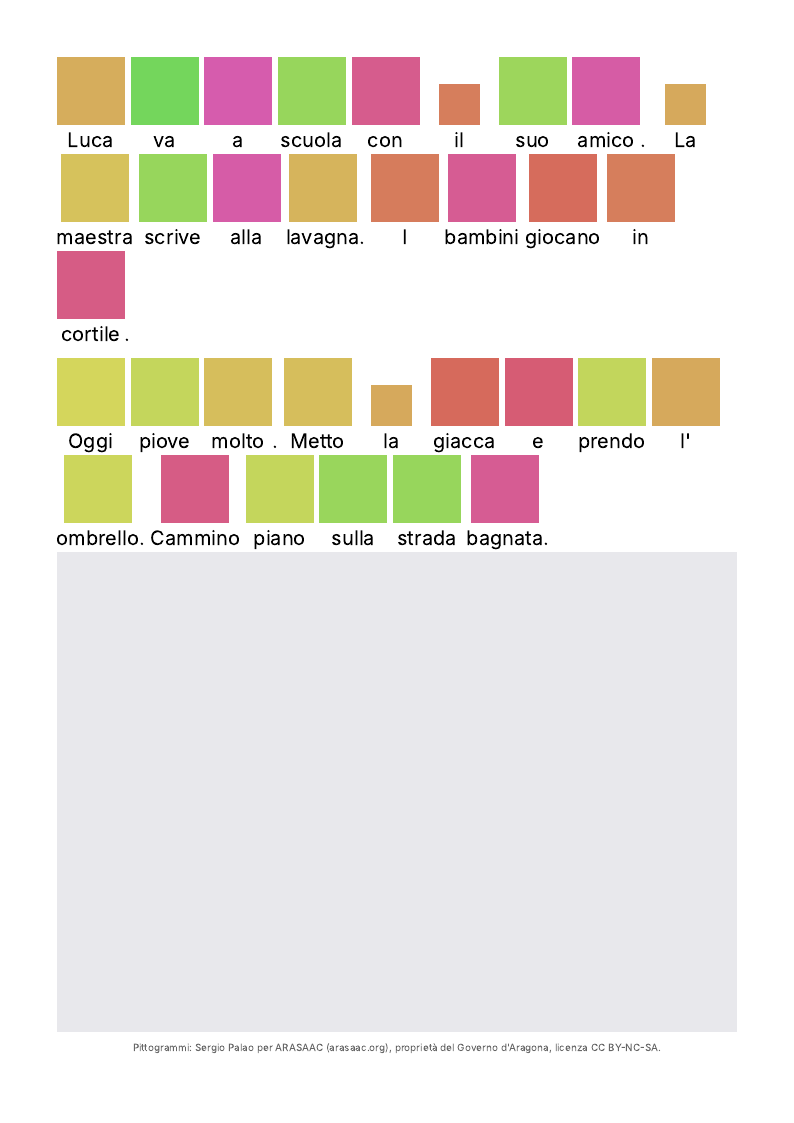 Luca va a scuola con il suo amico . La
maestra scrive alla lavagna. I bambini giocano in
cortile .
Oggi piove molto . Metto la giacca e prendo l'
ombrello. Cammino piano sulla strada bagnata.
Pittogrammi: Sergio Palao per ARASAAC (arasaac.org), proprietà del Governo d'Aragona, licenza CC BY-NC-SA.